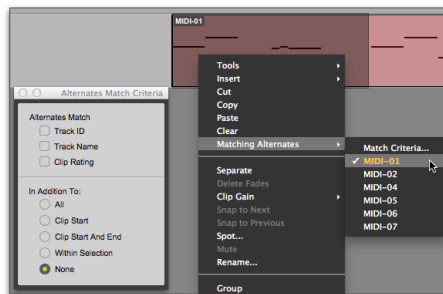 MIDI-01
Alternates Match Criteria
Alternates Match
Track ID
Track Name
Clip Rating
In Addition To:
All
Clip Start
Clip Start And End
Within Selection
None
Tools
Insert
Cut
Copy
Paste
Clear
Matching Alternates
Separate
Delete Fades
Clip Gain
Snap to Next
Snap to Previous
Spot...
Mute
Rename...
Group
Match Criteria...
MIDI-01
MIDI-02
MIDI-04
MIDI-05
MIDI-06
MIDI-07